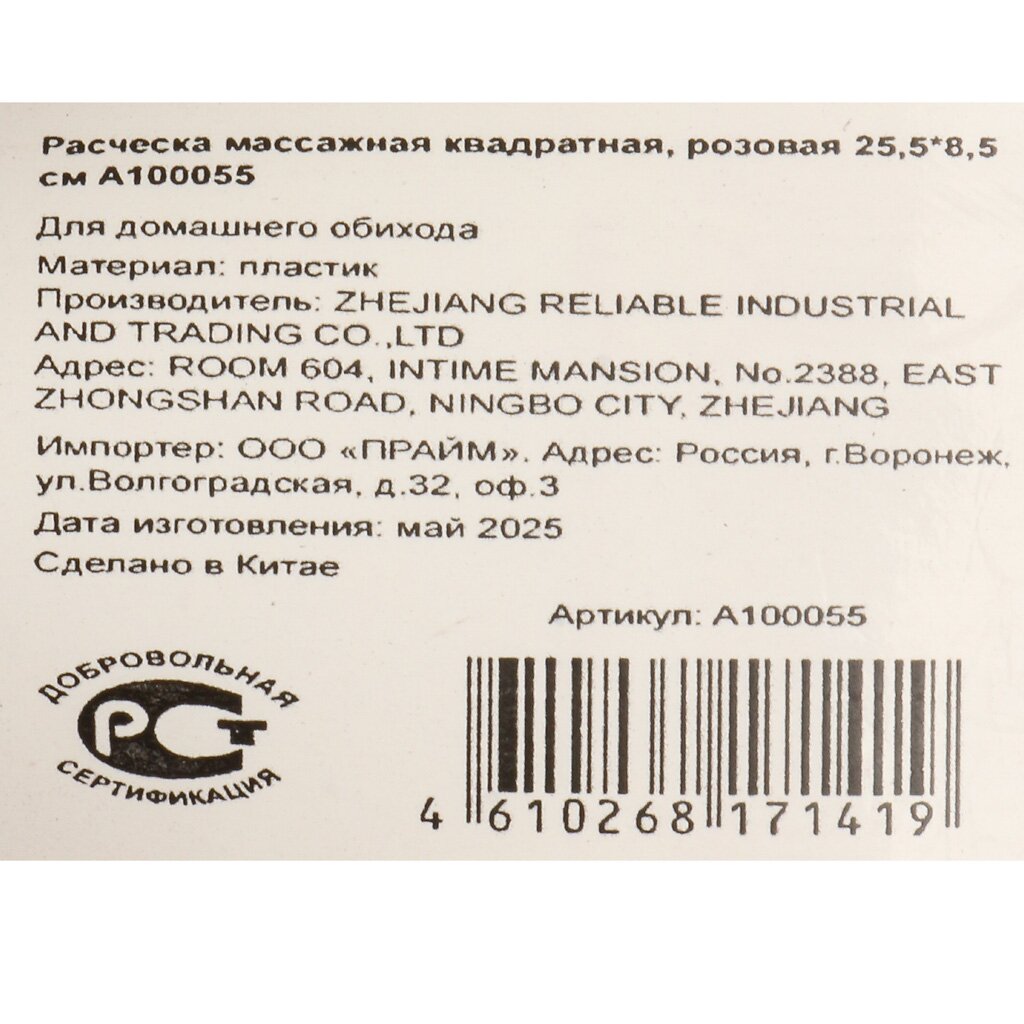 Расческа массажная квадратная, розовая 25,5*8,5
см А100055
Для домашнего обихода
Материал: пластик
Производитель: ZHEJIANG RELIABLE INDUSTRIAL
AND TRADING CO.,LTD
Адрес: ROOM 604, INTIME MANSION, No.2388, EAST
ZHONGSHAN ROAD, NINGBO CITY, ZHEJIANG
Импортер: ООО «ПРАЙМ». Адрес: Россия, г.Воронеж,
ул.Волгоградская, д.32, оф.3
Дата изготовления: май 2025
Сделано в Китае
Артикул: А100055
ДОБРОВОЛЬНАЯ
РСТ
СЕРТИФИКАЦИЯ
4 610268 171419